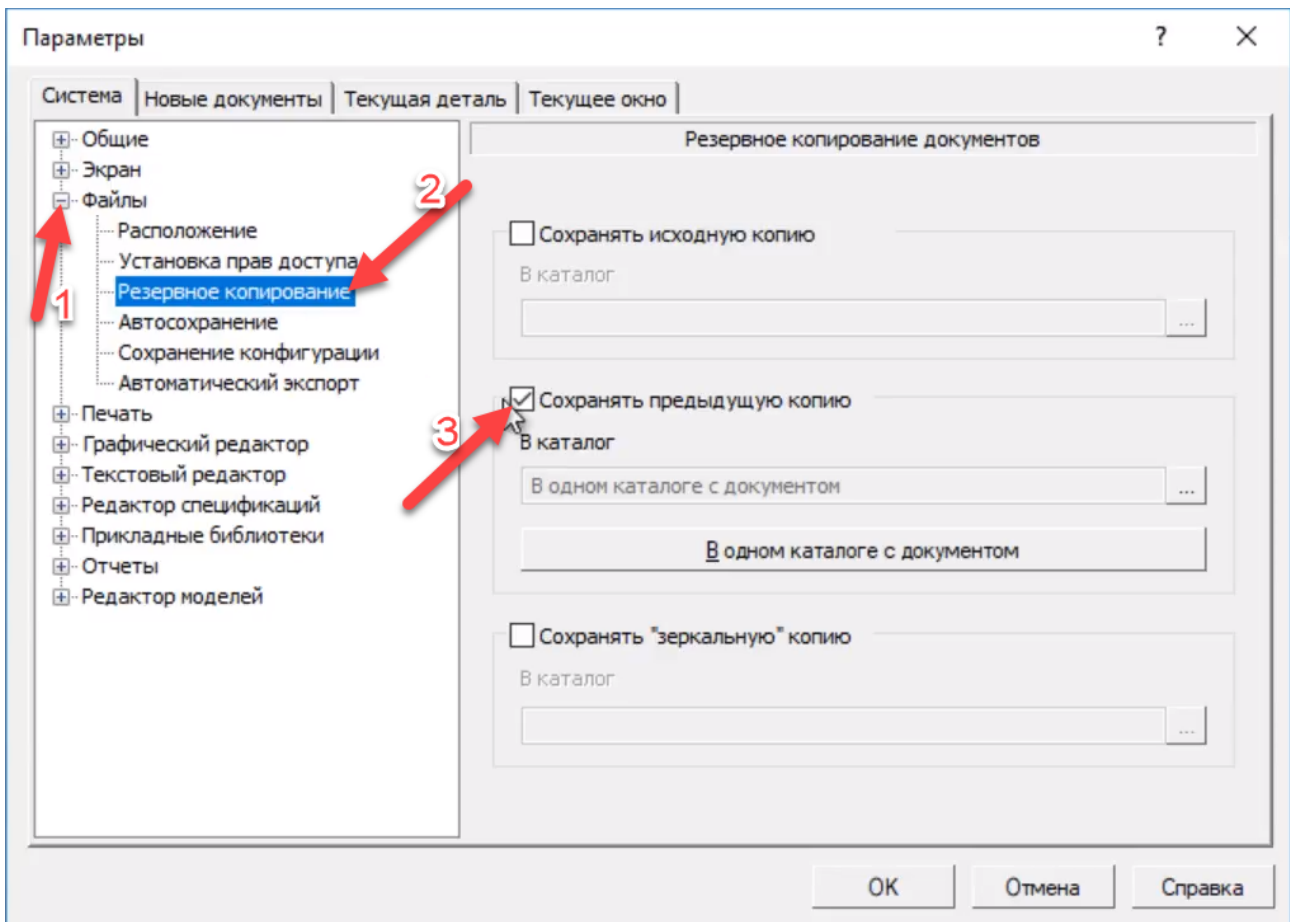 Параметры
?
Система Новые документы Текущая деталь Текущее окно
Общие
Экран
Файлы
Расположение
Установка прав доступа
Резервное копирование
Автосохранение
Сохранение конфигурации
Автоматический экспорт
Печать
Графический редактор
Текстовый редактор
Редактор спецификаций
Прикладные библиотеки
Отчеты
Редактор моделей
1
2
3
Резервное копирование документов
Сохранять исходную копию
В каталог
...
Сохранять предыдущую копию
В каталог
В одном каталоге с документом
...
В одном каталоге с документом
Сохранять "зеркальную" копию
В каталог
...
ОК Отмена Справка